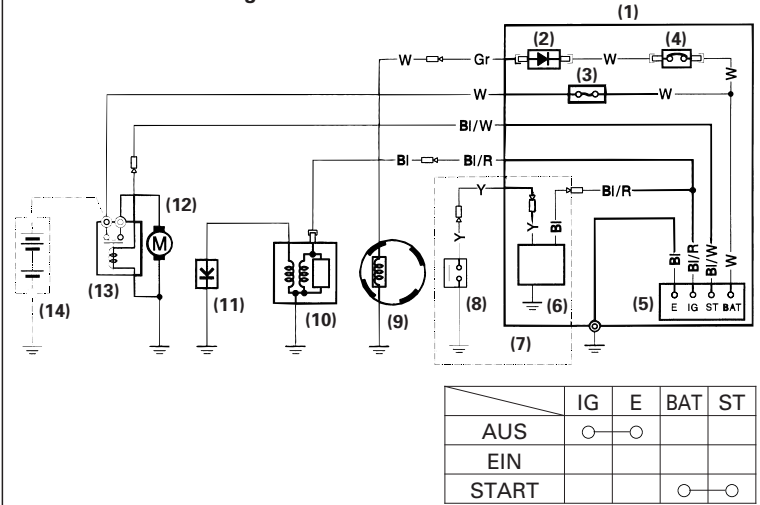 (1)
(2)
(4)
W
Gr
W
W
(3)
W
W
Bl/W
Bl
Bl/R
Y
Bl/R
(12)
Y
Y
Bl
Bl
Bl/R
Bl/W
W
M
(13)
(14)
(11)
(10)
(9)
(8)
(6)
(7)
(5)
E IG ST BAT
IG E BAT ST
AUS
EIN
START